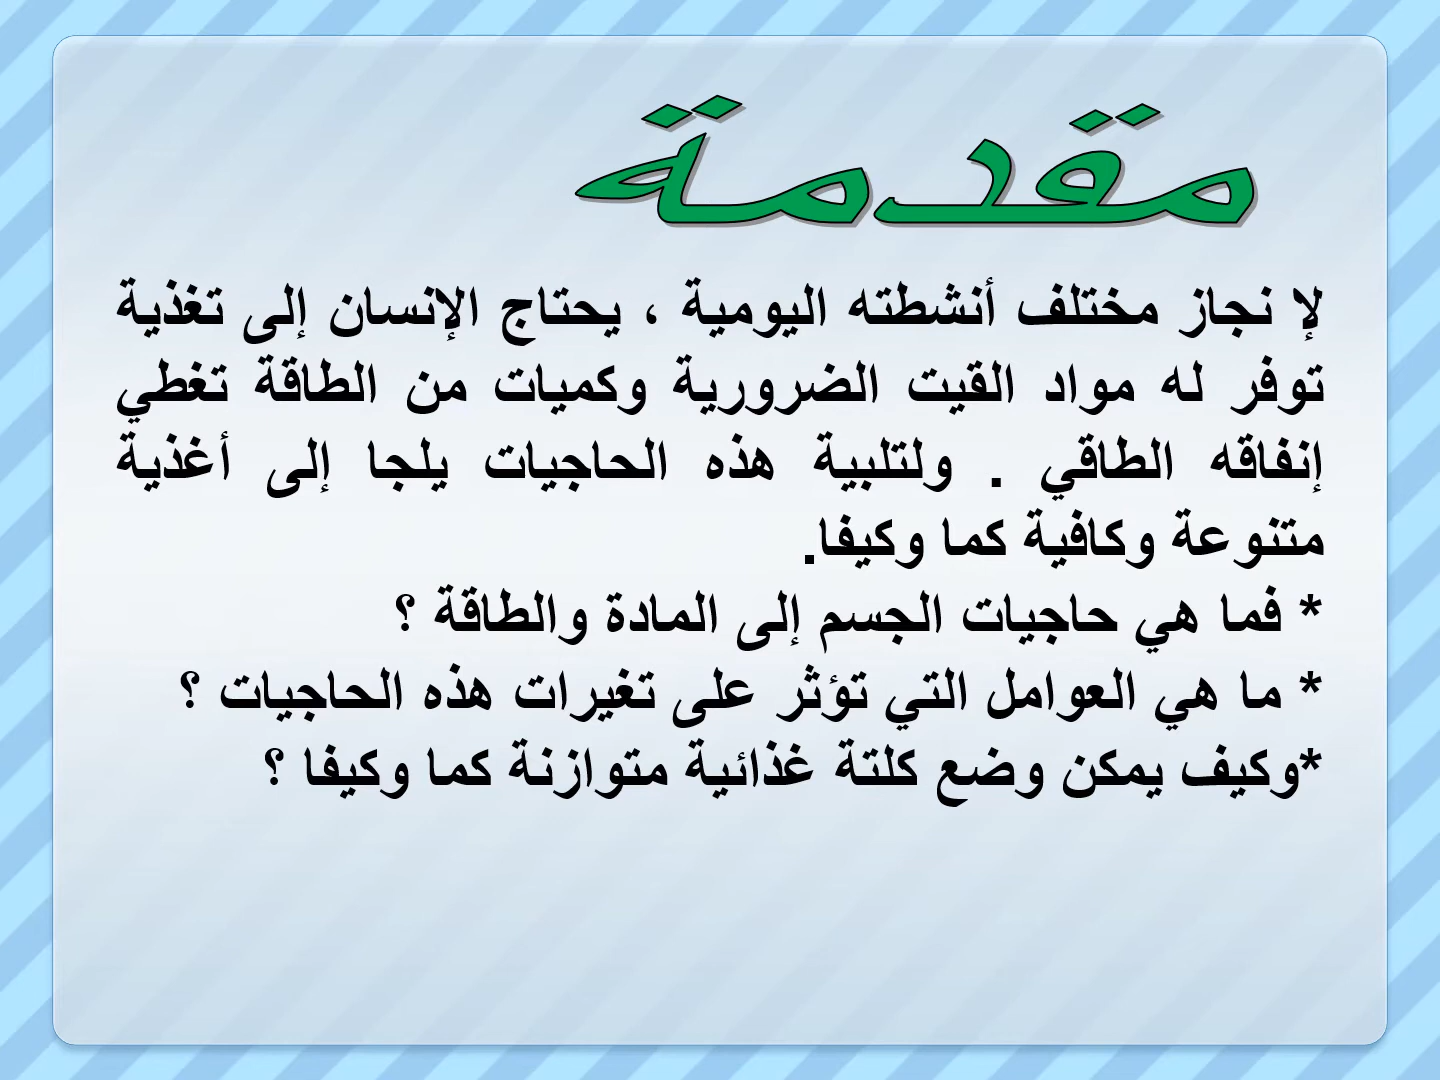 مقدمة
لإ نجاز مختلف أنشطته اليومية ، يحتاج الإنسان إلى تغذية
توفر له مواد القيت الضرورية وكميات من الطاقة تغطي
إنفاقه الطاقي . ولتلبية هذه الحاجيات يلجا إلى أغذية
متنوعة وكافية كما وكيفا.
* فما هي حاجيات الجسم إلى المادة والطاقة ؟
* ما هي العوامل التي تؤثر على تغيرات هذه الحاجيات ؟
*وكيف يمكن وضع كلتة غذائية متوازنة كما وكيفا ؟